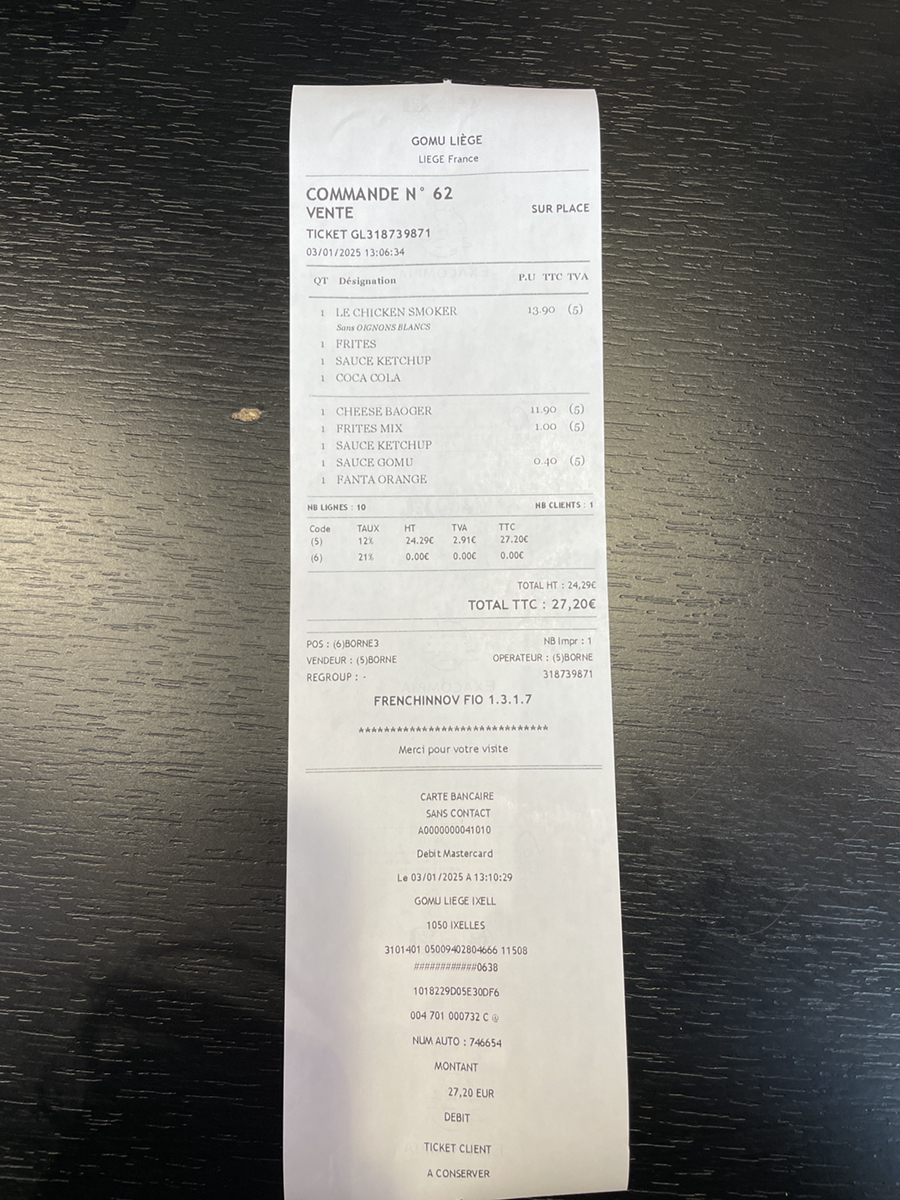 GOMU LIÈGE
LIEGE France
COMMANDE N° 62
VENTE SUR PLACE
TICKET GL318739871
03/01/2025 13:06:34
QT Désignation P.U TTC TVA
1 LE CHICKEN SMOKER 13.90 (5)
Sans OIGNONS BLANCS
1 FRITES
1 SAUCE KETCHUP
1 COCA COLA
1 CHEESE BAOGER 11.90 (5)
1 FRITES MIX 1.00 (5)
1 SAUCE KETCHUP
1 SAUCE GOMU 0.40 (5)
1 FANTA ORANGE
NB LIGNES : 10 NB CLIENTS : 1
Code TAUX HT TVA TTC
(5) 12% 24.29€ 2.91€ 27.20€
(6) 21% 0.00€ 0.00€ 0.00€
TOTAL HT : 24,29€
TOTAL TTC : 27,20€
POS : (6)BORNE3 NB Impr : 1
VENDEUR : (5)BORNE OPERATEUR : (5)BORNE
REGROUP : - 318739871
FRENCHINNOV FIO 1.3.1.7
****************************
Merci pour votre visite
CARTE BANCAIRE
SANS CONTACT
A0000000041010
Debit Mastercard
Le 03/01/2025 A 13:10:29
GOMU LIEGE IXELL
1050 IXELLES
3101401 05009402804666 11508
############0638
1018229D05E30DF6
004 701 000732 C @
NUM AUTO : 746654
MONTANT
27,20 EUR
DEBIT
TICKET CLIENT
A CONSERVER